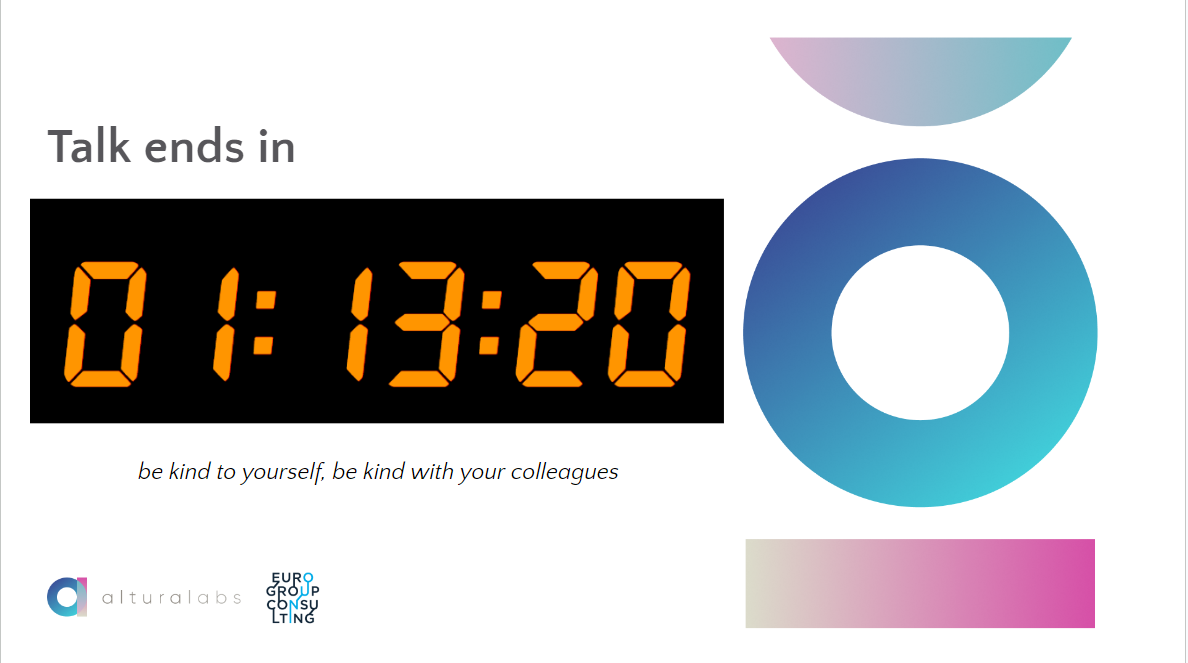 Talk ends in
01:13:20
be kind to yourself, be kind with your colleagues
alturalabs
EURO
GROUP
CONSU
LTING